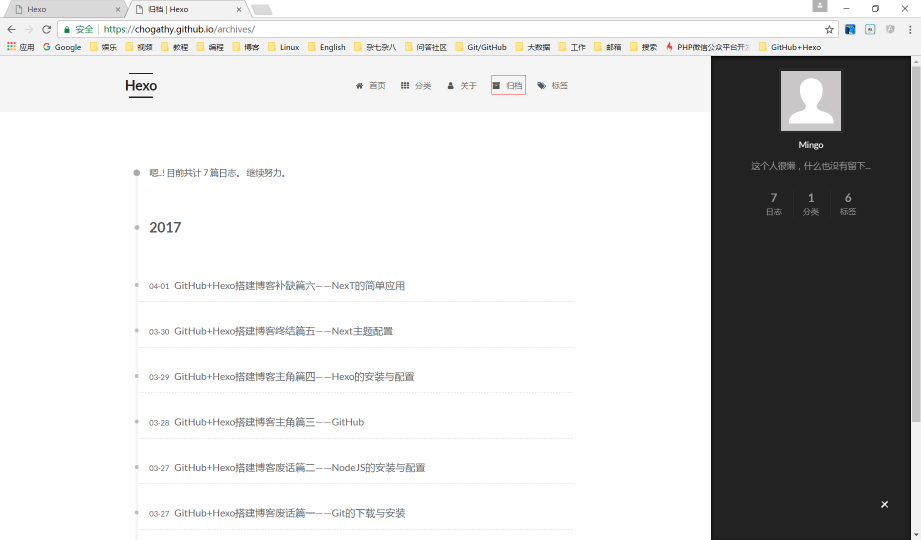 Hexo
归档 | Hexo
安全 | https://chogathy.github.io/archives/
应用 Google 娱乐 视频 教程 编程 博客 Linux English 杂七杂八 问答社区 Git/GitHub 大数据 工作 邮箱 搜索 PHP微信公众平台开 GitHub+Hexo
Hexo
首页 分类 关于 归档 标签
嗯..! 目前共计 7 篇日志。 继续努力。
2017
04-01 GitHub+Hexo搭建博客补缺篇六——NexT的简单应用
03-30 GitHub+Hexo搭建博客终结篇五——Next主题配置
03-29 GitHub+Hexo搭建博客主角篇四——Hexo的安装与配置
03-28 GitHub+Hexo搭建博客主角篇三——GitHub
03-27 GitHub+Hexo搭建博客废话篇二——NodeJS的安装与配置
03-27 GitHub+Hexo搭建博客废话篇一——Git的下载与安装
Mingo
这个人很懒，什么也没有留下...
7 1 6
日志 分类 标签